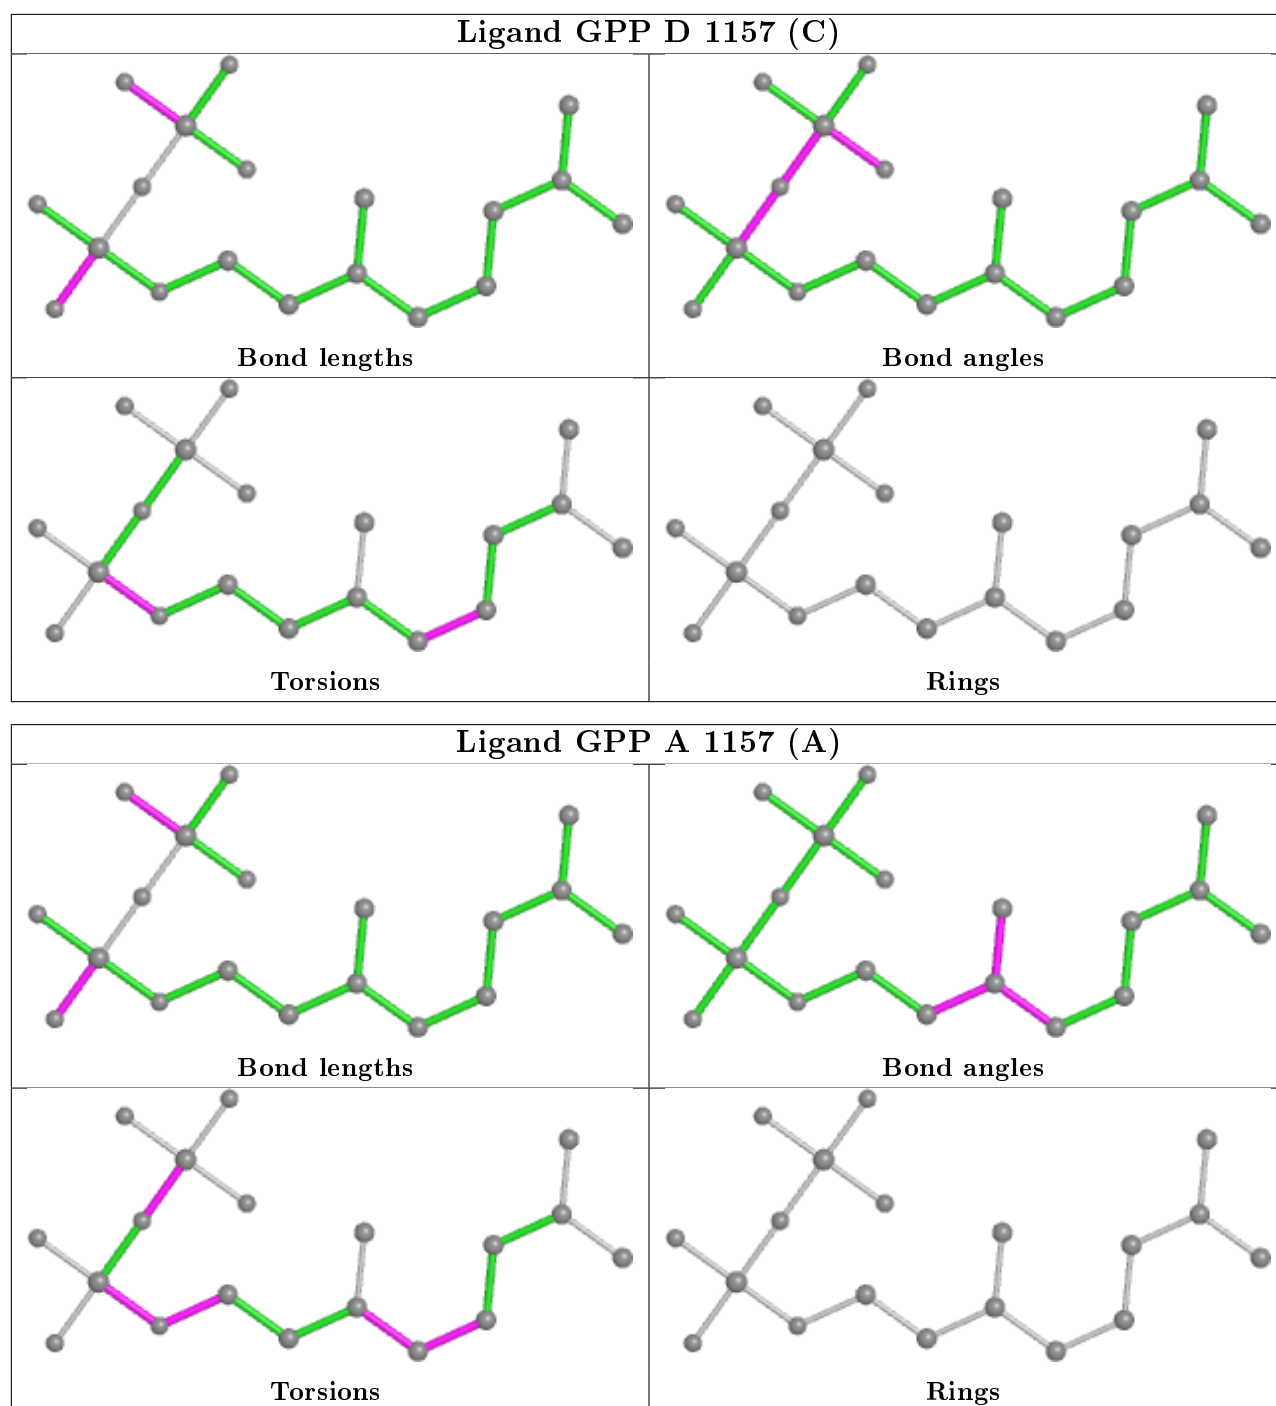 Ligand GPP D 1157 (C)
Bond lengths
Bond angles
Torsions
Rings
Ligand GPP A 1157 (A)
Bond lengths
Bond angles
Torsions
Rings